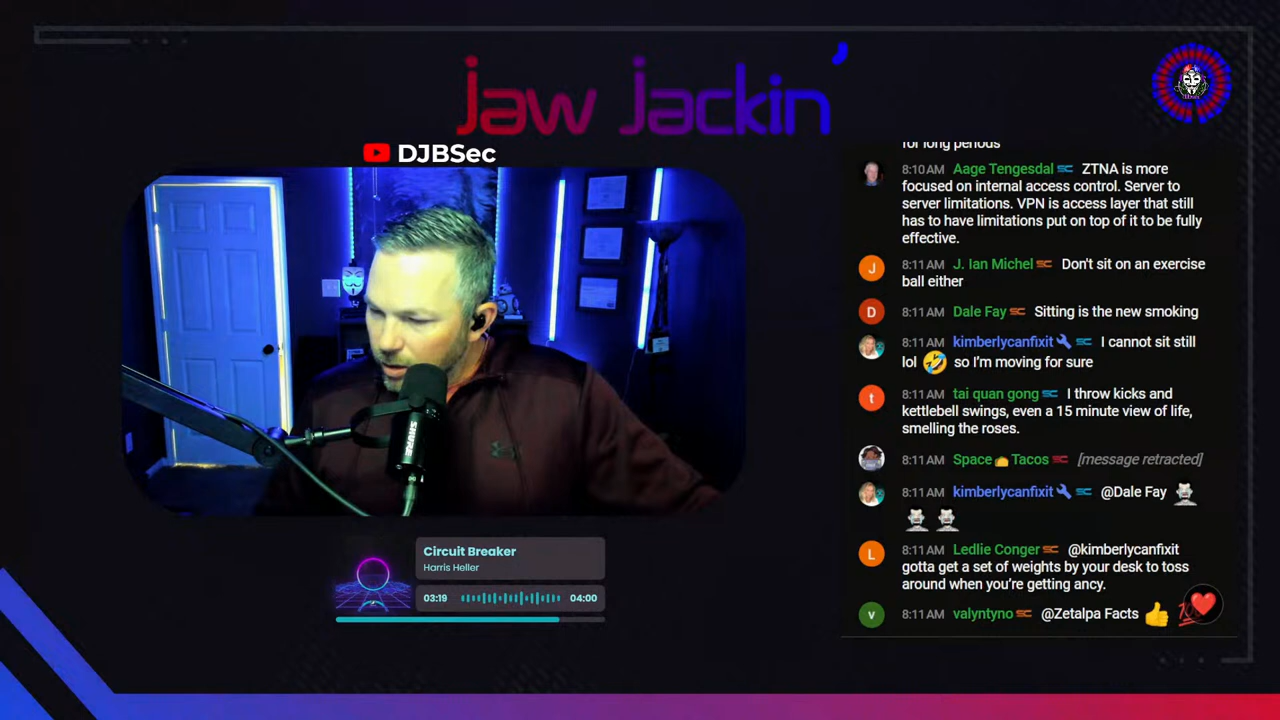 jaw jackin'
DJBSec
for long periods
8:10 AM Aage Tengesdal ZTNA is more
focused on internal access control. Server to
server limitations. VPN is access layer that still
has to have limitations put on top of it to be fully
effective.
8:11 AM J. Ian Michel Don't sit on an exercise
ball either
8:11 AM Dale Fay Sitting is the new smoking
8:11 AM kimberlycanfixit I cannot sit still
lol 🤣 so I'm moving for sure
8:11 AM tai quan gong I throw kicks and
kettlebell swings, even a 15 minute view of life,
smelling the roses.
8:11 AM Space 🌮 Tacos [message retracted]
8:11 AM kimberlycanfixit @Dale Fay
8:11 AM Ledlie Conger @kimberlycanfixit
gotta get a set of weights by your desk to toss
around when you're getting ancy.
8:11 AM valyntyno @Zetalpa Facts 👍 💯
J
D
t
L
v
SHURE
Circuit Breaker
Harris Heller
03:19 04:00